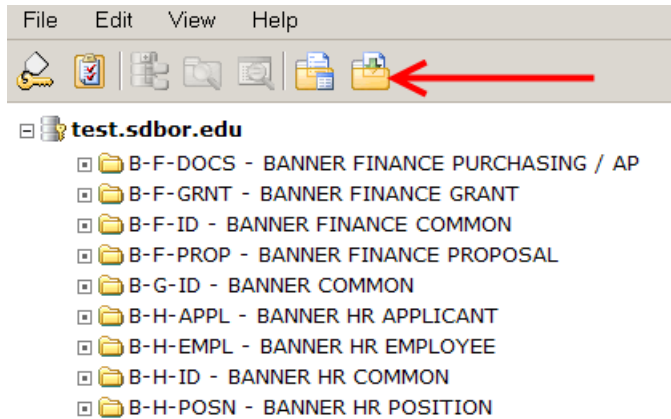 File Edit View Help
test.sdbor.edu
B-F-DOCS - BANNER FINANCE PURCHASING / AP
B-F-GRNT - BANNER FINANCE GRANT
B-F-ID - BANNER FINANCE COMMON
B-F-PROP - BANNER FINANCE PROPOSAL
B-G-ID - BANNER COMMON
B-H-APPL - BANNER HR APPLICANT
B-H-EMPL - BANNER HR EMPLOYEE
B-H-ID - BANNER HR COMMON
B-H-POSN - BANNER HR POSITION